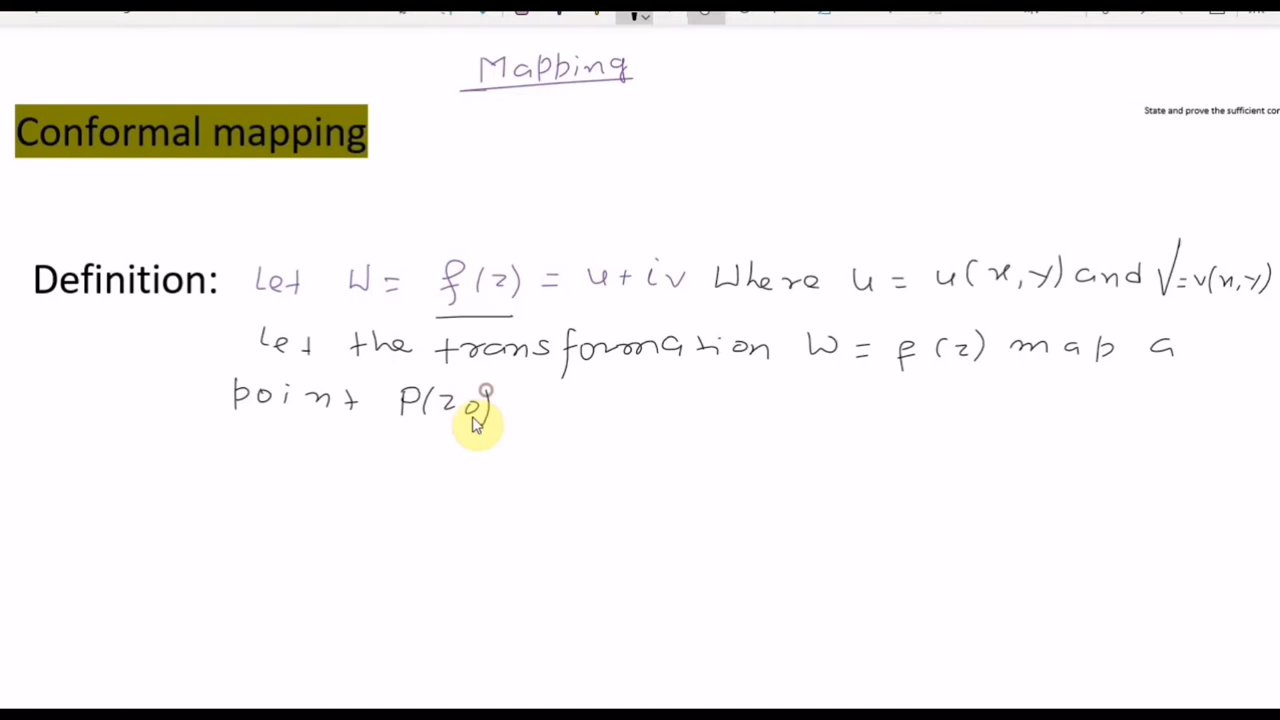 Mapping
State and prove the sufficient
Conformal mapping
Definition: Let W = f(z) = u+iv Where u = u(x,y) and V=v(x,y)
Let the transformation W = f(z) map a
point P(z0)